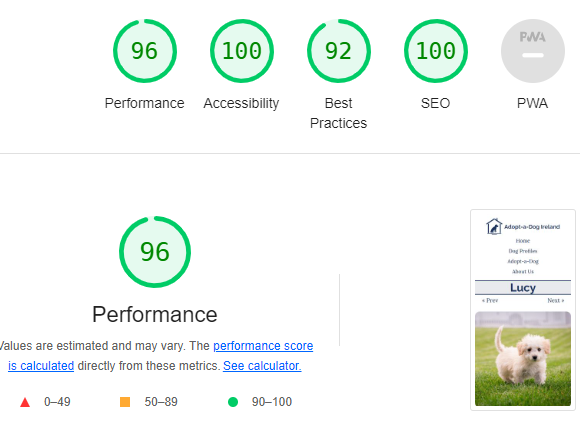 96 100 92 100 PWA
Performance Accessibility Best Practices SEO PWA
96
Performance
Values are estimated and may vary. The performance score
is calculated directly from these metrics. See calculator.
0–49 50–89 90–100
Adopt-a-Dog Ireland
Home
Dog Profiles
Adopt-a-Dog
About Us
Lucy
« Prev Next »